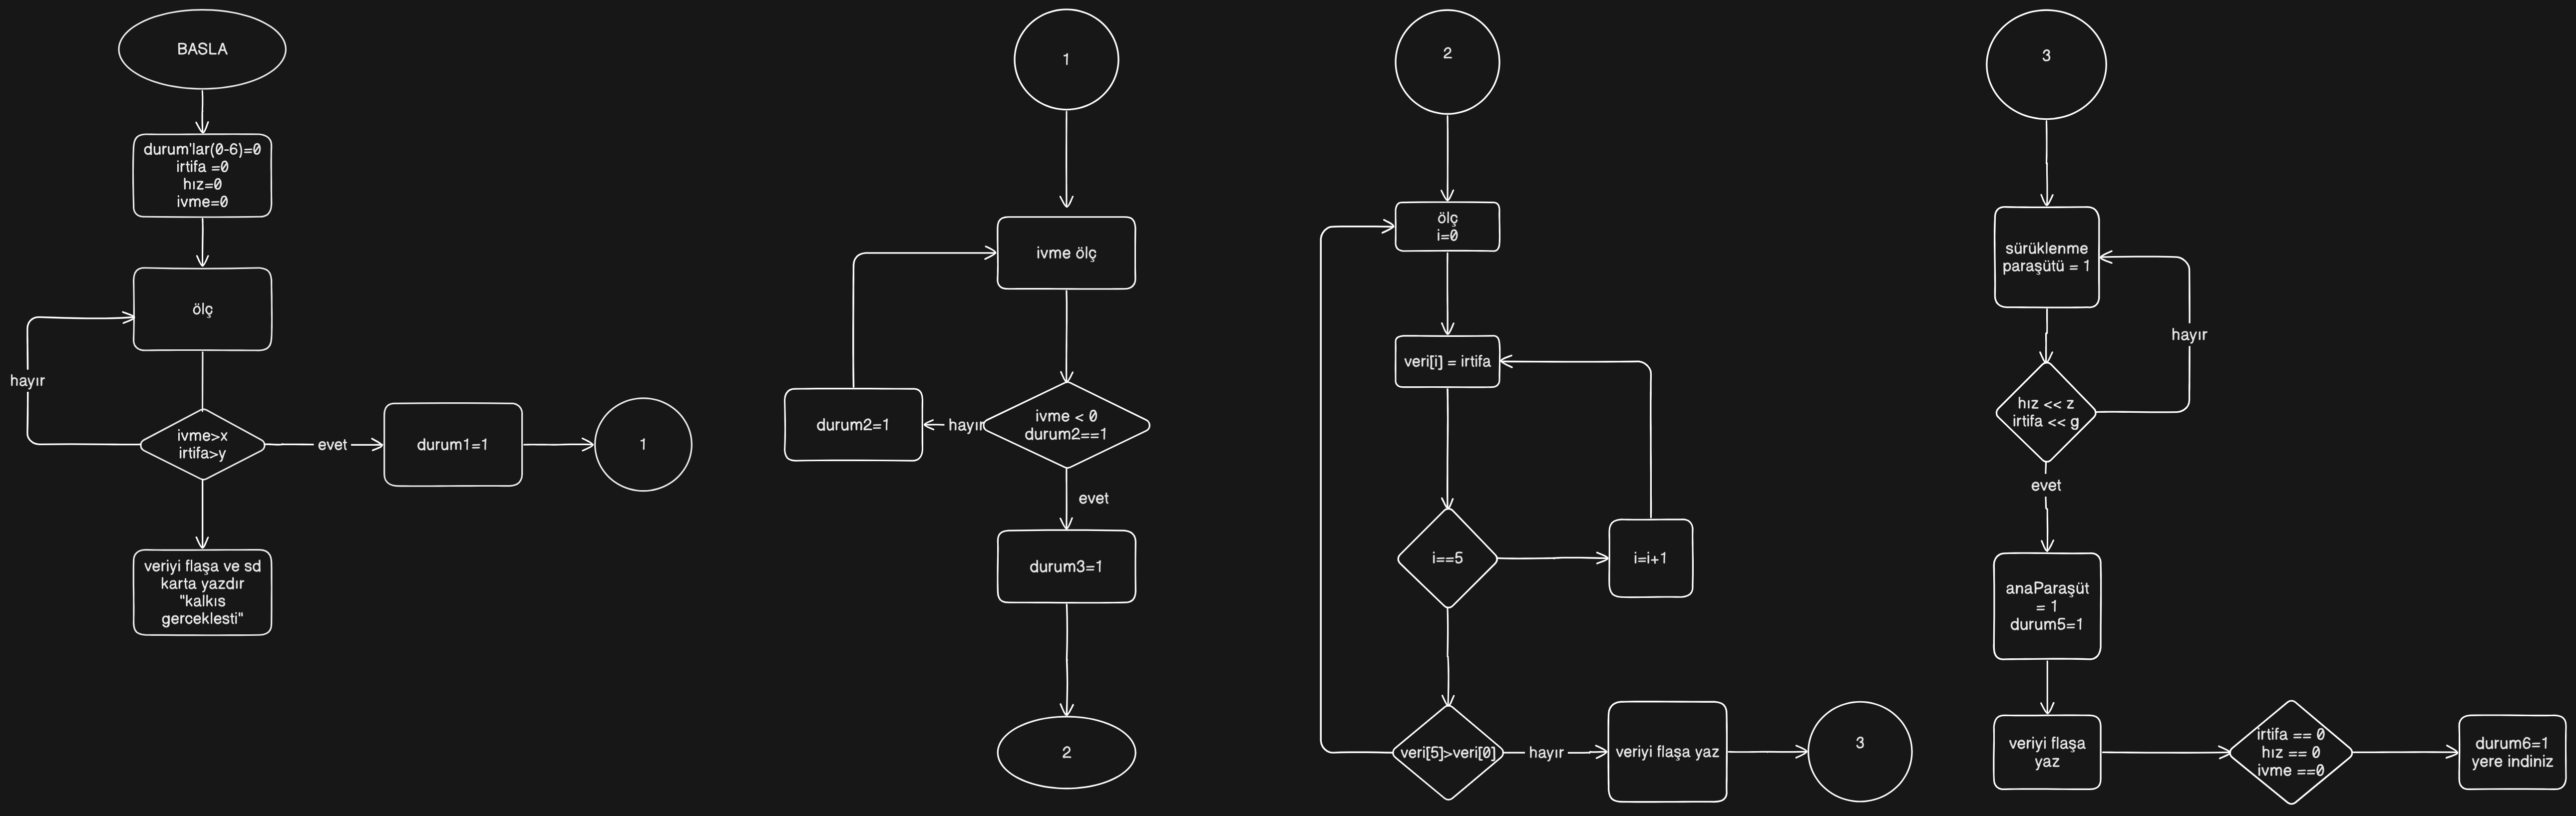 BASLA
durum'lar(0-6)=0
irtifa =0
hız=0
ivme=0
ölç
hayır
ivme>x
irtifa>y
evet
durum1=1
1
veriyi flaşa ve sd
karta yazdır
"kalkıs
gerceklesti"
1
ivme ölç
ivme < 0
durum2==1
hayır
durum2=1
evet
durum3=1
2
2
ölç
i=0
veri[i] = irtifa
i==5
i=i+1
veri[5]>veri[0]
hayır
veriyi flaşa yaz
3
3
sürüklenme
paraşütü = 1
hayır
hız << z
irtifa << g
evet
anaParaşüt
= 1
durum5=1
veriyi flaşa
yaz
irtifa == 0
hız == 0
ivme ==0
durum6=1
yere indiniz